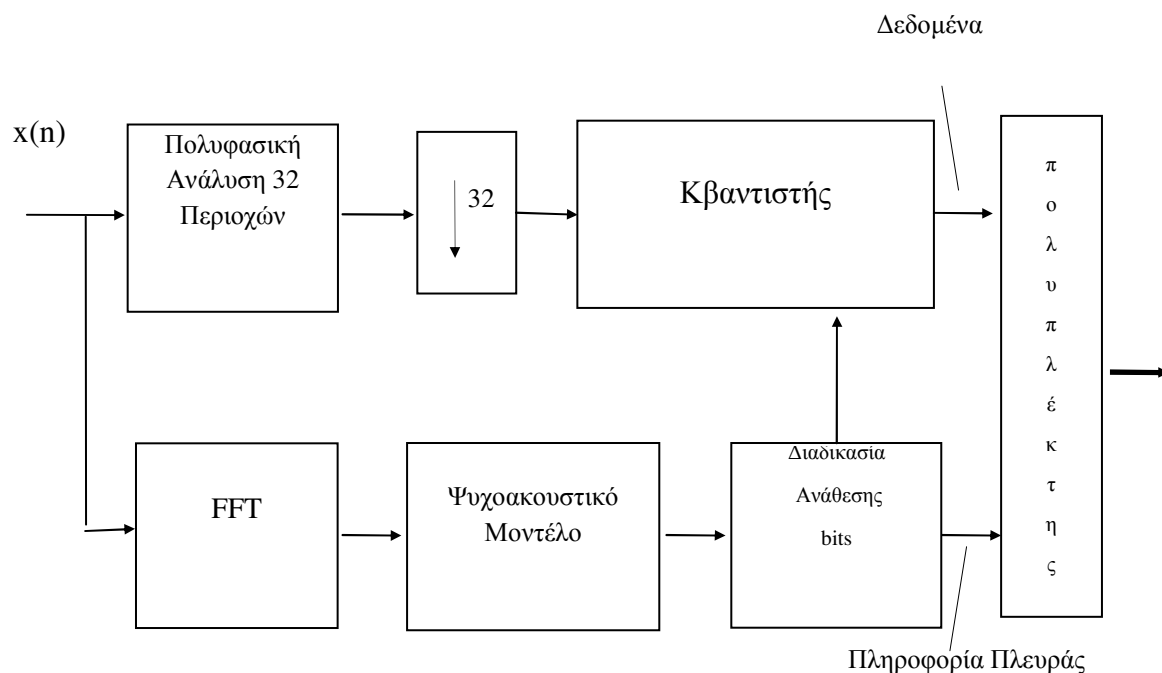 Δεδομένα
x(n)
Πολυφασική
Ανάλυση 32
Περιοχών
32
Κβαντιστής
π
ο
λ
υ
π
λ
έ
κ
τ
η
ς
FFT
Ψυχοακουστικό
Μοντέλο
Διαδικασία
Ανάθεσης
bits
Πληροφορία Πλευράς